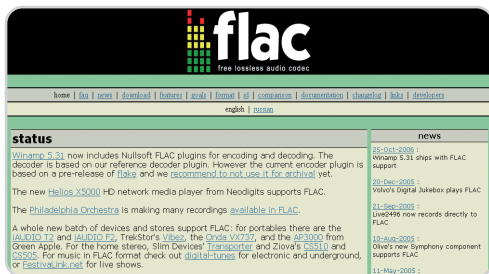 flac
free lossless audio codec
home | faq | news | download | features | goals | format | id | comparison | documentation | changelog | links | developers
english | russian
status
Winamp 5.31 now includes Nullsoft FLAC plugins for encoding and decoding. The
decoder is based on our reference decoder plugin. However the current encoder plugin is
based on a pre-release of flake and we recommend to not use it for archival yet.
The new Helios X5000 HD network media player from Neodigits supports FLAC.
The Philadelphia Orchestra is making many recordings available in FLAC.
A whole new batch of devices and stores support FLAC: for portables there are the
iAUDIO T2 and iAUDIO F2, TrekStor's Vibez, the Onda VX737, and the AP3000 from
Green Apple. For the home stereo, Slim Devices' Transporter and Ziova's CS510 and
CS505. For music in FLAC format check out digital-tunes for electronic and underground,
or FestivaLink.net for live shows.
news
25-Oct-2006 :
Winamp 5.31 ships with FLAC
support
20-Dec-2005 :
Volvo's digital Jukebox plays FLAC
21-Sep-2005 :
Live2496 now records directly to
FLAC
10-Aug-2005 :
Olive's new Symphony component
supports FLAC
11-May-2005 :